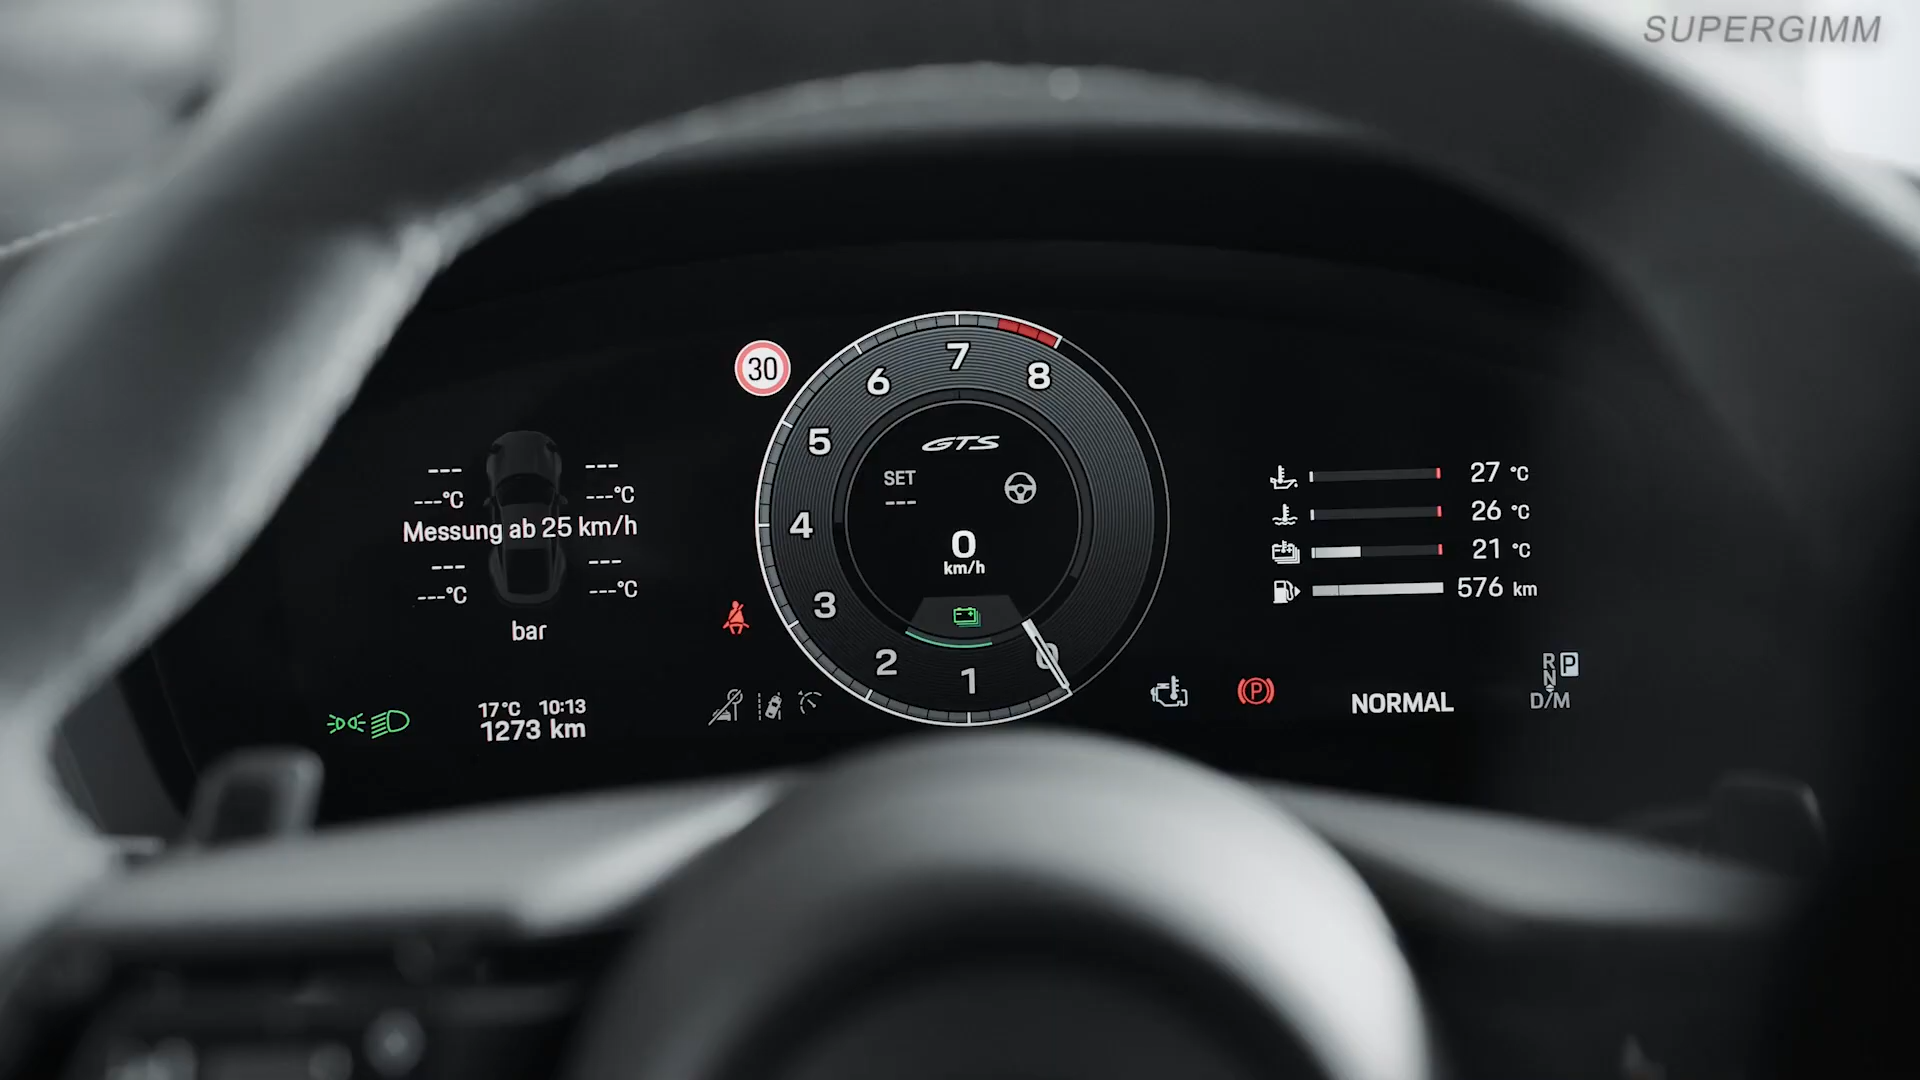 SUPERGIMM
30
7
6
8
5
4
3
2
1
0
GTS
SET
---
0
km/h
--- ---
---°C ---°C
Messung ab 25 km/h
--- ---
---°C ---°C
bar
27 °C
26 °C
21 °C
576 km
17°C 10:13
1273 km
P
NORMAL
R P
N
D/M